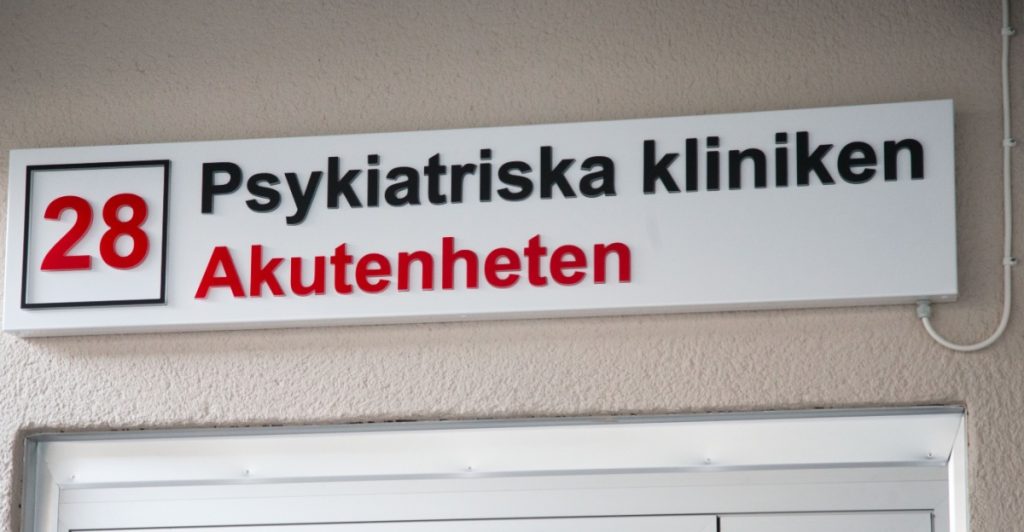 28
Psykiatriska kliniken
Akutenheten